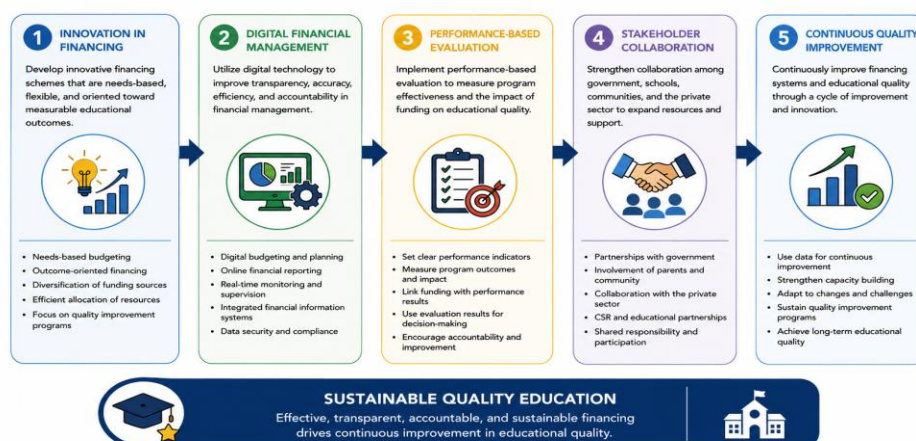 1
INNOVATION IN
FINANCING
Develop innovative financing
schemes that are needs-based,
flexible, and oriented toward
measurable educational
outcomes.
• Needs-based budgeting
• Outcome-oriented financing
• Diversification of funding sources
• Efficient allocation of resources
• Focus on quality improvement
programs
2
DIGITAL FINANCIAL
MANAGEMENT
Utilize digital technology to
improve transparency, accuracy,
efficiency, and accountability in
financial management.
• Digital budgeting and planning
• Online financial reporting
• Real-time monitoring and
supervision
• Integrated financial information
systems
• Data security and compliance
3
PERFORMANCE-BASED
EVALUATION
Implement performance-based
evaluation to measure program
effectiveness and the impact of
funding on educational quality.
• Set clear performance indicators
• Measure program outcomes
and impact
• Link funding with performance
results
• Use evaluation results for
decision-making
• Encourage accountability and
improvement
4
STAKEHOLDER
COLLABORATION
Strengthen collaboration among
government, schools,
communities, and the private
sector to expand resources and
support.
• Partnerships with government
• Involvement of parents and
community
• Collaboration with the private
sector
• CSR and educational partnerships
• Shared responsibility and
participation
5
CONTINUOUS QUALITY
IMPROVEMENT
Continuously improve financing
systems and educational quality
through a cycle of improvement
and innovation.
• Use data for continuous
improvement
• Strengthen capacity building
• Adapt to changes and challenges
• Sustain quality improvement
programs
• Achieve long-term educational
quality
SUSTAINABLE QUALITY EDUCATION
Effective, transparent, accountable, and sustainable financing
drives continuous improvement in educational quality.